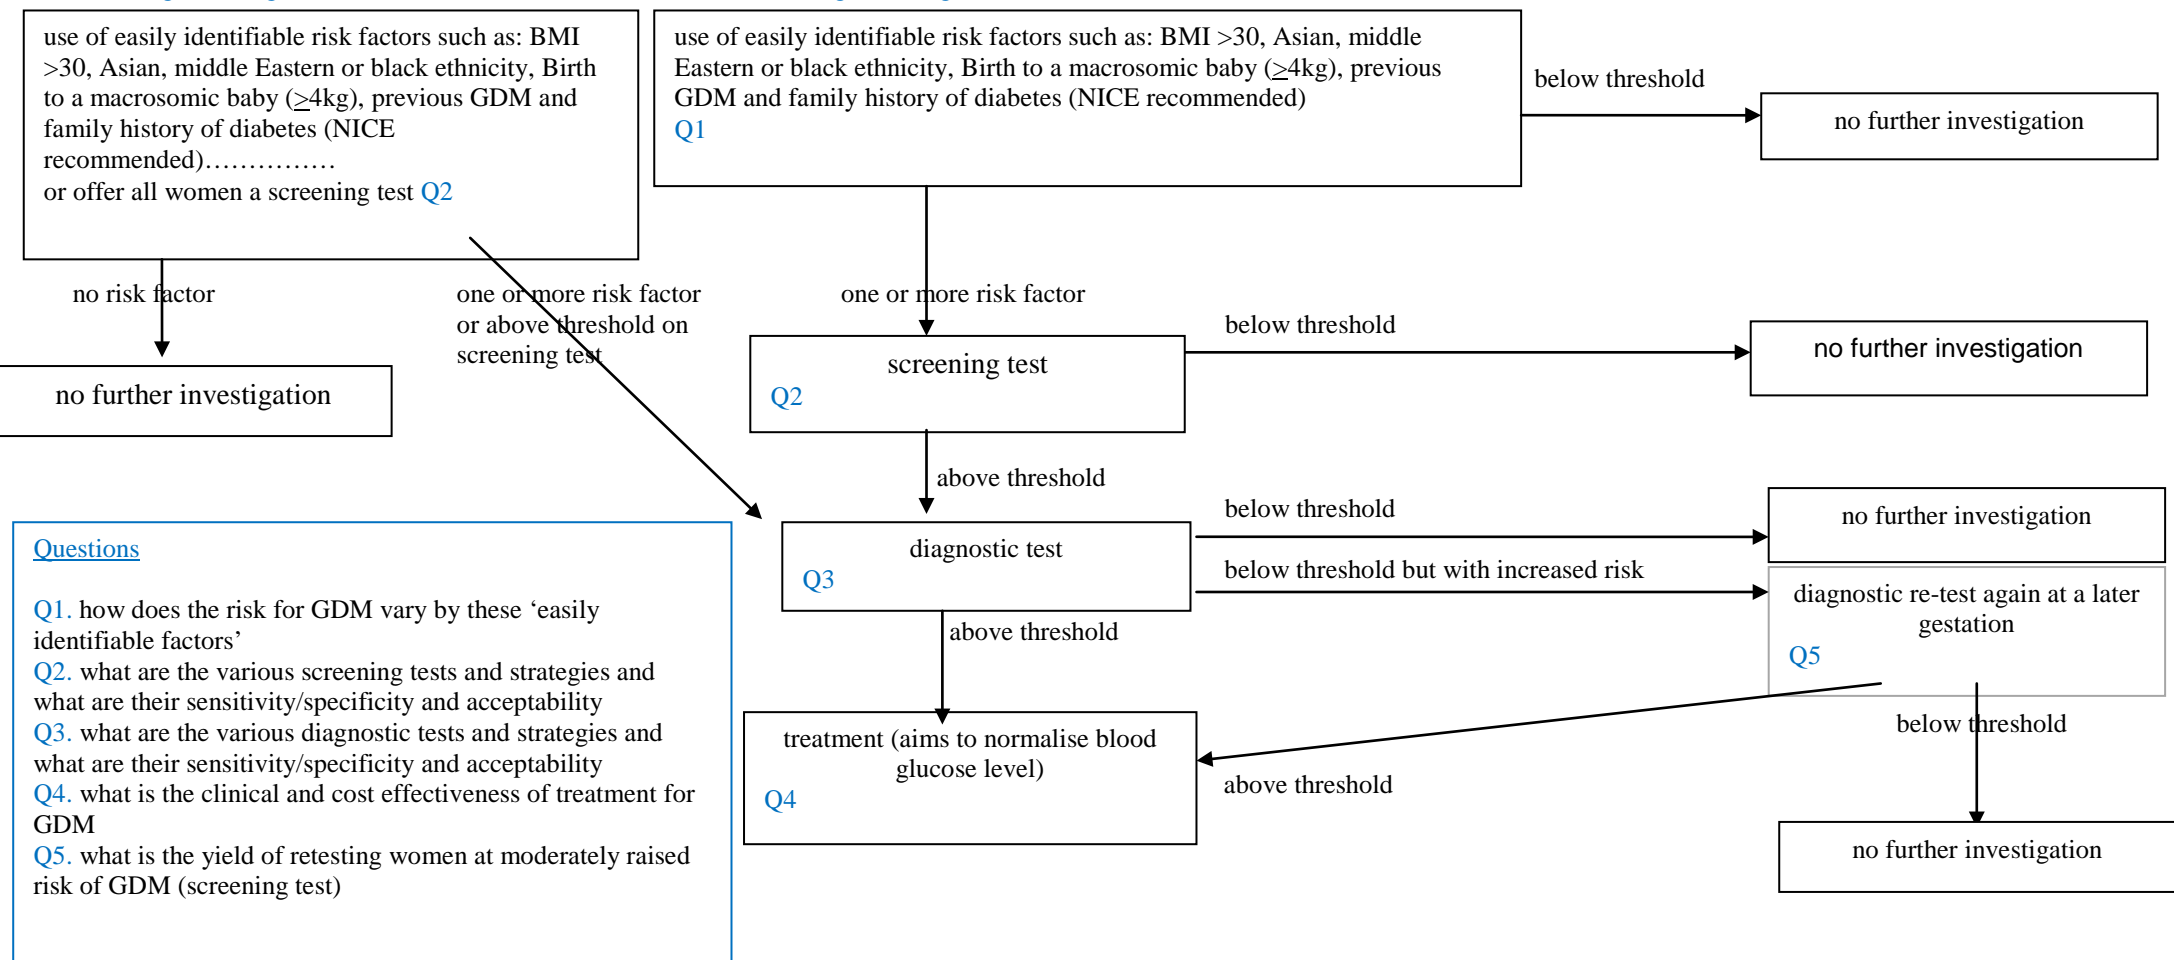 use of easily identifiable risk factors such as: BMI
>30, Asian, middle Eastern or black ethnicity, Birth
to a macrosomic baby (≥4kg), previous GDM and
family history of diabetes (NICE
recommended)……………
or offer all women a screening test Q2
use of easily identifiable risk factors such as: BMI >30, Asian, middle
Eastern or black ethnicity, Birth to a macrosomic baby (≥4kg), previous
GDM and family history of diabetes (NICE recommended)
Q1
below threshold
no further investigation
no risk factor
one or more risk factor
or above threshold on
screening test
one or more risk factor
no further investigation
screening test
Q2
below threshold
no further investigation
above threshold
diagnostic test
Q3
below threshold
no further investigation
below threshold but with increased risk
diagnostic re-test again at a later
gestation
Q5
above threshold
treatment (aims to normalise blood
glucose level)
Q4
above threshold
below threshold
no further investigation
Questions
Q1. how does the risk for GDM vary by these ‘easily
identifiable factors’
Q2. what are the various screening tests and strategies and
what are their sensitivity/specificity and acceptability
Q3. what are the various diagnostic tests and strategies and
what are their sensitivity/specificity and acceptability
Q4. what is the clinical and cost effectiveness of treatment for
GDM
Q5. what is the yield of retesting women at moderately raised
risk of GDM (screening test)